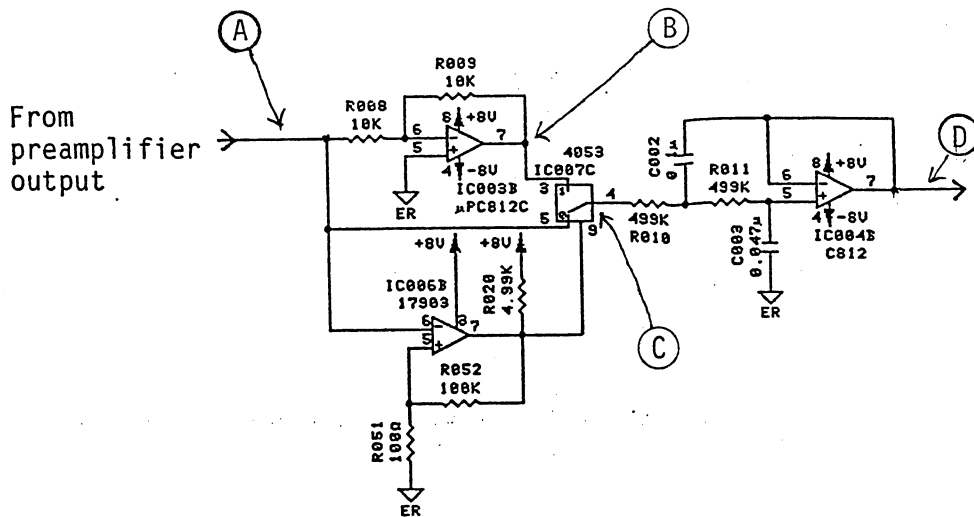 A
B
From
preamplifier
output
R009
10K
R008
10K
6
5
8
+8V
7
4
-8V
IC003B
µPC812C
ER
4053
IC007C
3
1
5
0
4
9
C
499K
R010
C002
R011
499K
C003
0.047µ
ER
6
5
8
+8V
7
4
-8V
IC004B
C812
D
+8V
+8V
IC006B
17903
R020
4.99K
6
5
8
7
R052
100K
R051
100Ω
ER